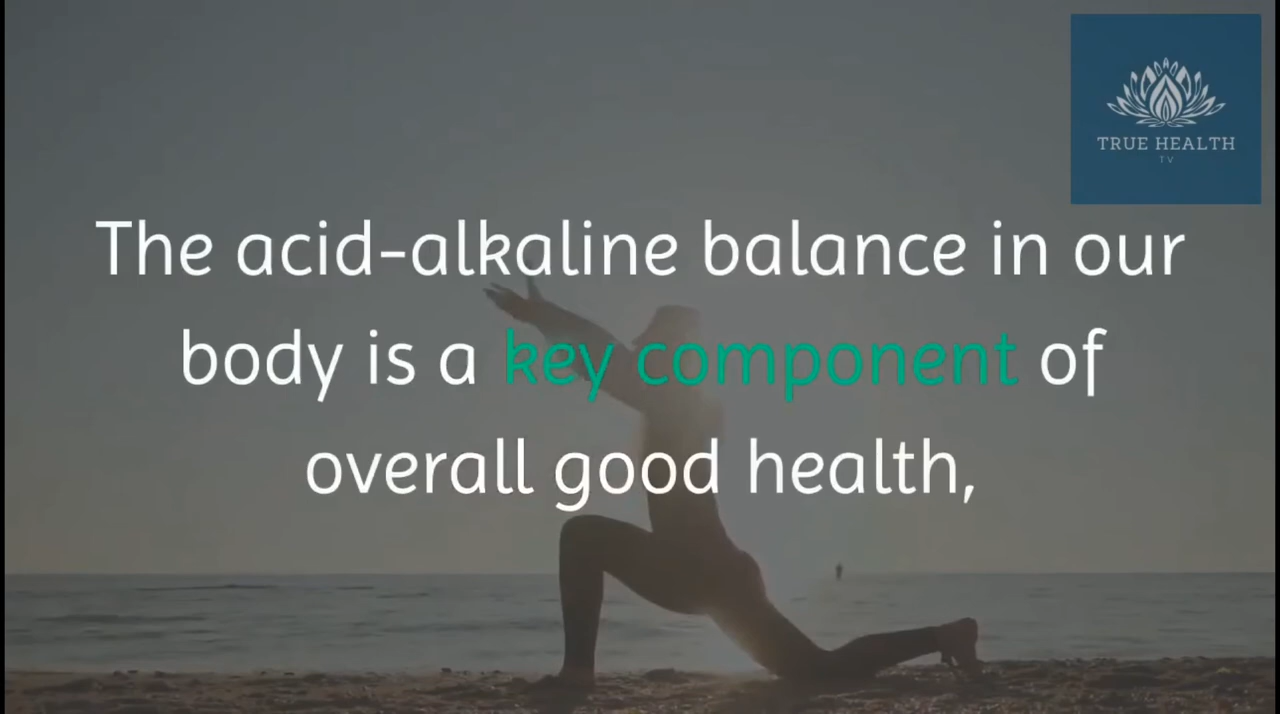 TRUE HEALTH
TV
The acid-alkaline balance in our
body is a key component of
overall good health,